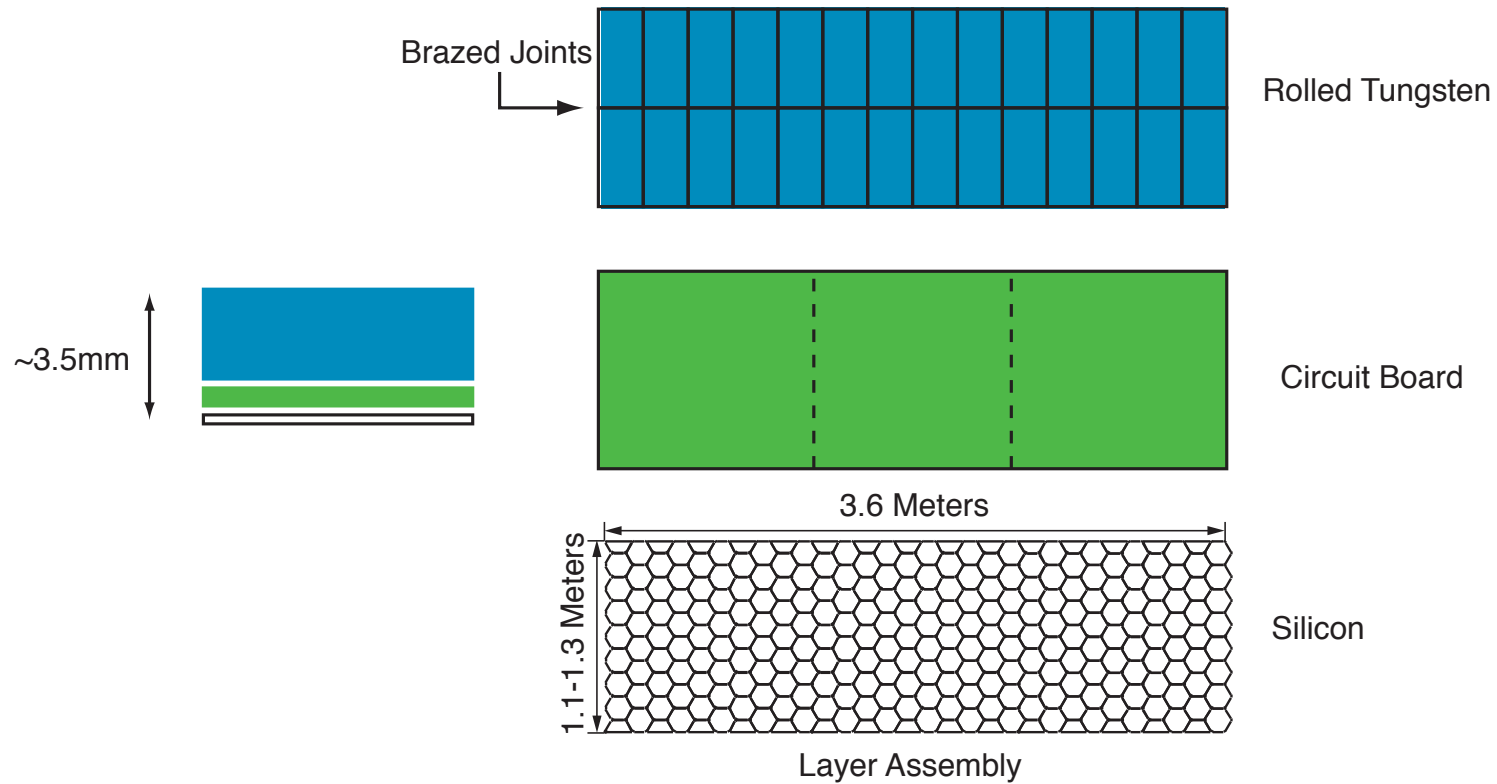 Brazed Joints
Rolled Tungsten
~3.5mm
Circuit Board
3.6 Meters
1.1-1.3 Meters
Silicon
Layer Assembly